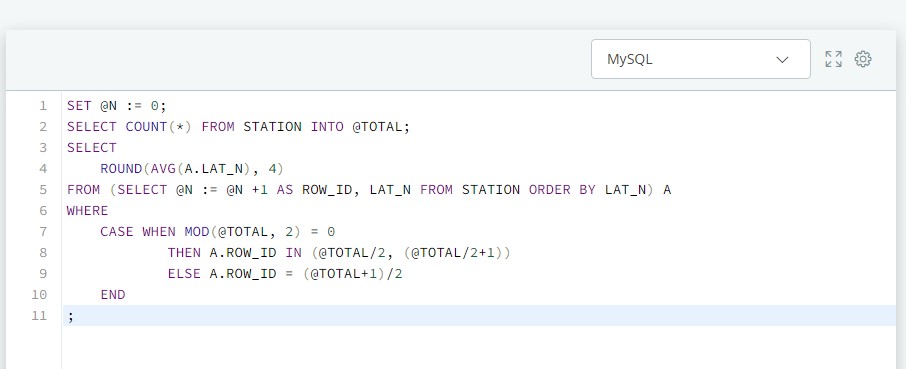 MySQL
1 SET @N := 0;
2 SELECT COUNT(*) FROM STATION INTO @TOTAL;
3 SELECT
4 ROUND(AVG(A.LAT_N), 4)
5 FROM (SELECT @N := @N +1 AS ROW_ID, LAT_N FROM STATION ORDER BY LAT_N) A
6 WHERE
7 CASE WHEN MOD(@TOTAL, 2) = 0
8 THEN A.ROW_ID IN (@TOTAL/2, (@TOTAL/2+1))
9 ELSE A.ROW_ID = (@TOTAL+1)/2
10 END
11 ;